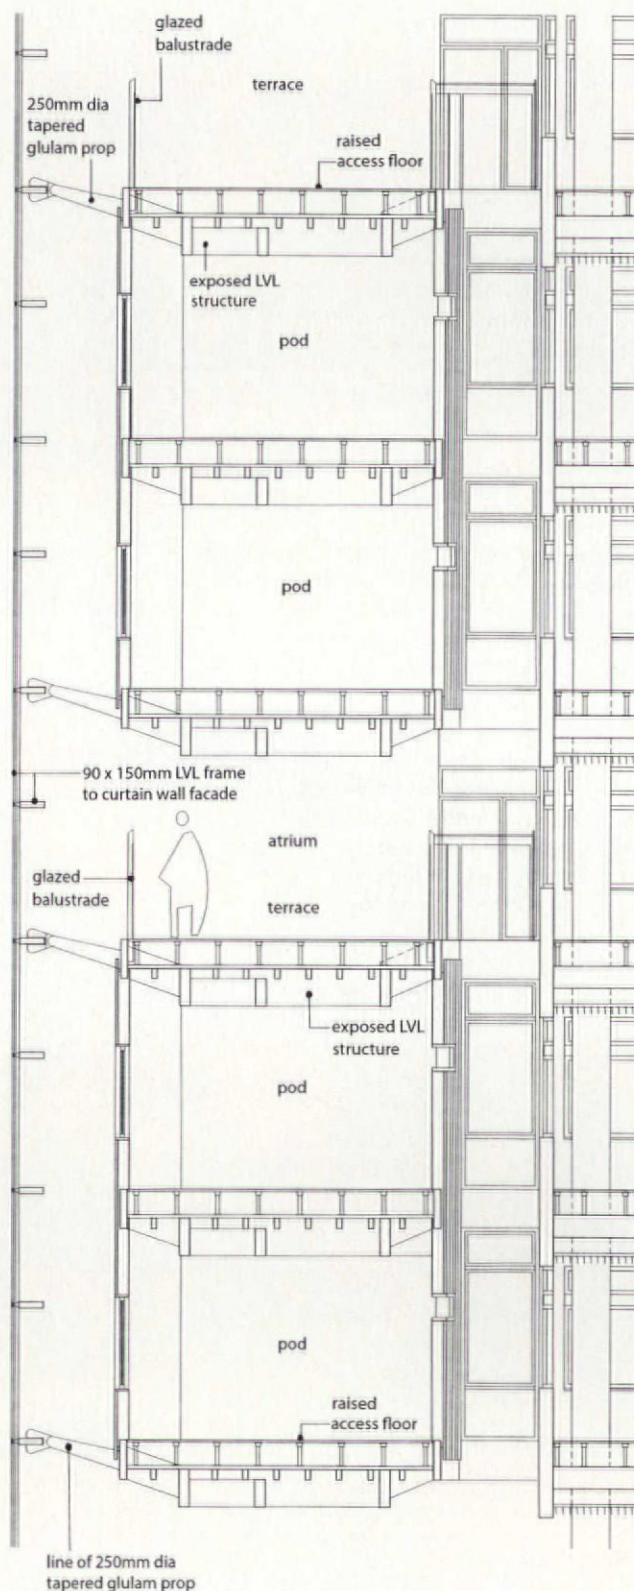 glazed
balustrade
terrace
250mm dia
tapered
glulam prop
raised
access floor
exposed LVL
structure
pod
pod
90 x 150mm LVL frame
to curtain wall facade
atrium
glazed
balustrade
terrace
exposed LVL
structure
pod
pod
raised
access floor
line of 250mm dia
tapered glulam prop